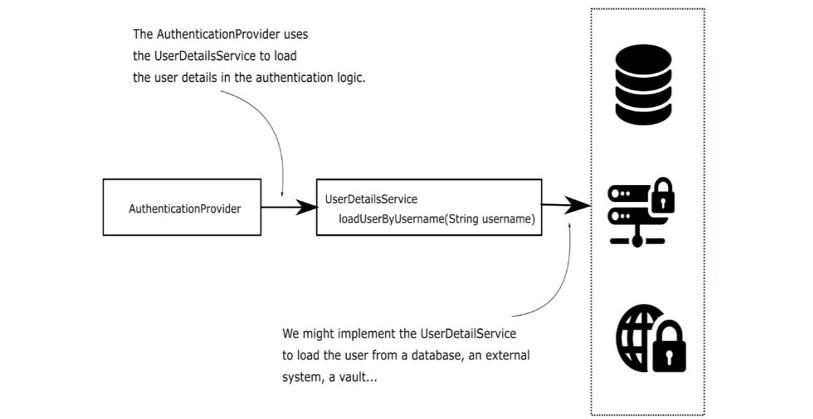 The AuthenticationProvider uses
the UserDetailsService to load
the user details in the authentication logic.
AuthenticationProvider
UserDetailsService
loadUserByUsername(String username)
We might implement the UserDetailService
to load the user from a database, an external
system, a vault...